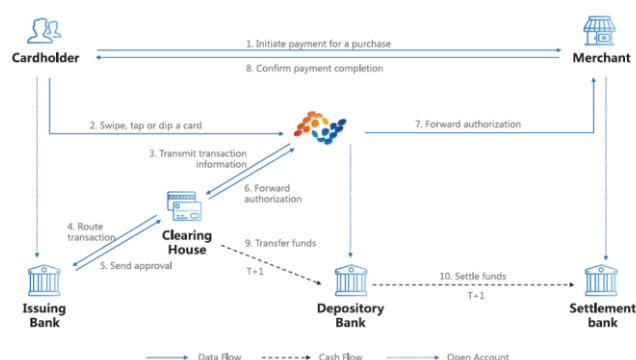 Cardholder
Merchant
1. Initiate payment for a purchase
8. Confirm payment completion
2. Swipe, tap or dip a card
7. Forward authorization
3. Transmit transaction
information
6. Forward
authorization
4. Route
transaction
5. Send approval
Clearing
House
9. Transfer funds
T+1
10. Settle funds
T+1
Issuing
Bank
Depository
Bank
Settlement
bank
Data Flow
Cash Flow
Open Account